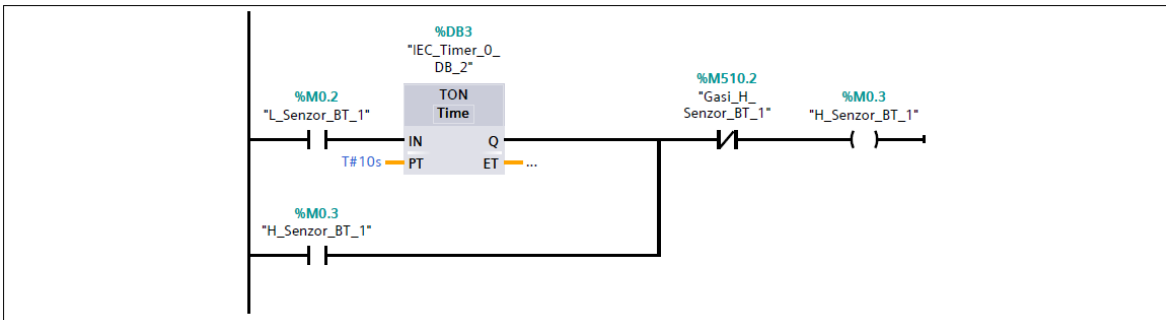 %DB3
"IEC_Timer_0_
DB_2"
%M0.2
"L_Senzor_BT_1"
TON
Time
%M510.2
"Gasi_H_
Senzor_BT_1"
%M0.3
"H_Senzor_BT_1"
IN Q
T#10s PT ET ...
%M0.3
"H_Senzor_BT_1"